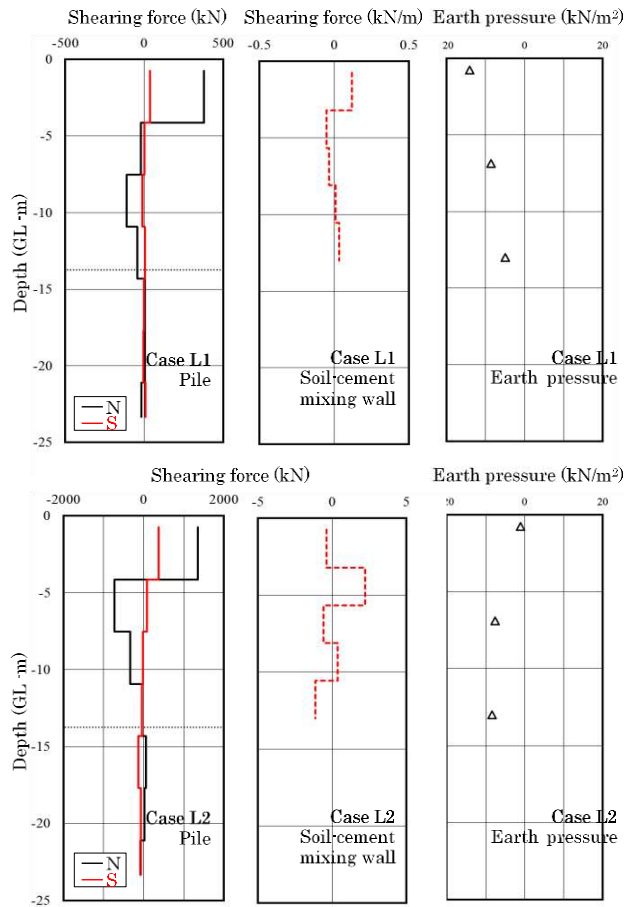 Shearing force (kN)
Shearing force (kN/m)
Earth pressure (kN/m²)
-500 0 500
-0.5 0 0.5
20 0 20
0
-5
-10
-15
-20
-25
Depth (GL -m)
Case L1
Pile
N
S
Case L1
Soil-cement
mixing wall
Case L1
Earth pressure
Shearing force (kN)
Earth pressure (kN/m²)
-2000 0 2000
-5 0 5
20 0 20
0
-5
-10
-15
-20
-25
Depth (GL -m)
Case L2
Pile
N
S
Case L2
Soil-cement
mixing wall
Case L2
Earth pressure